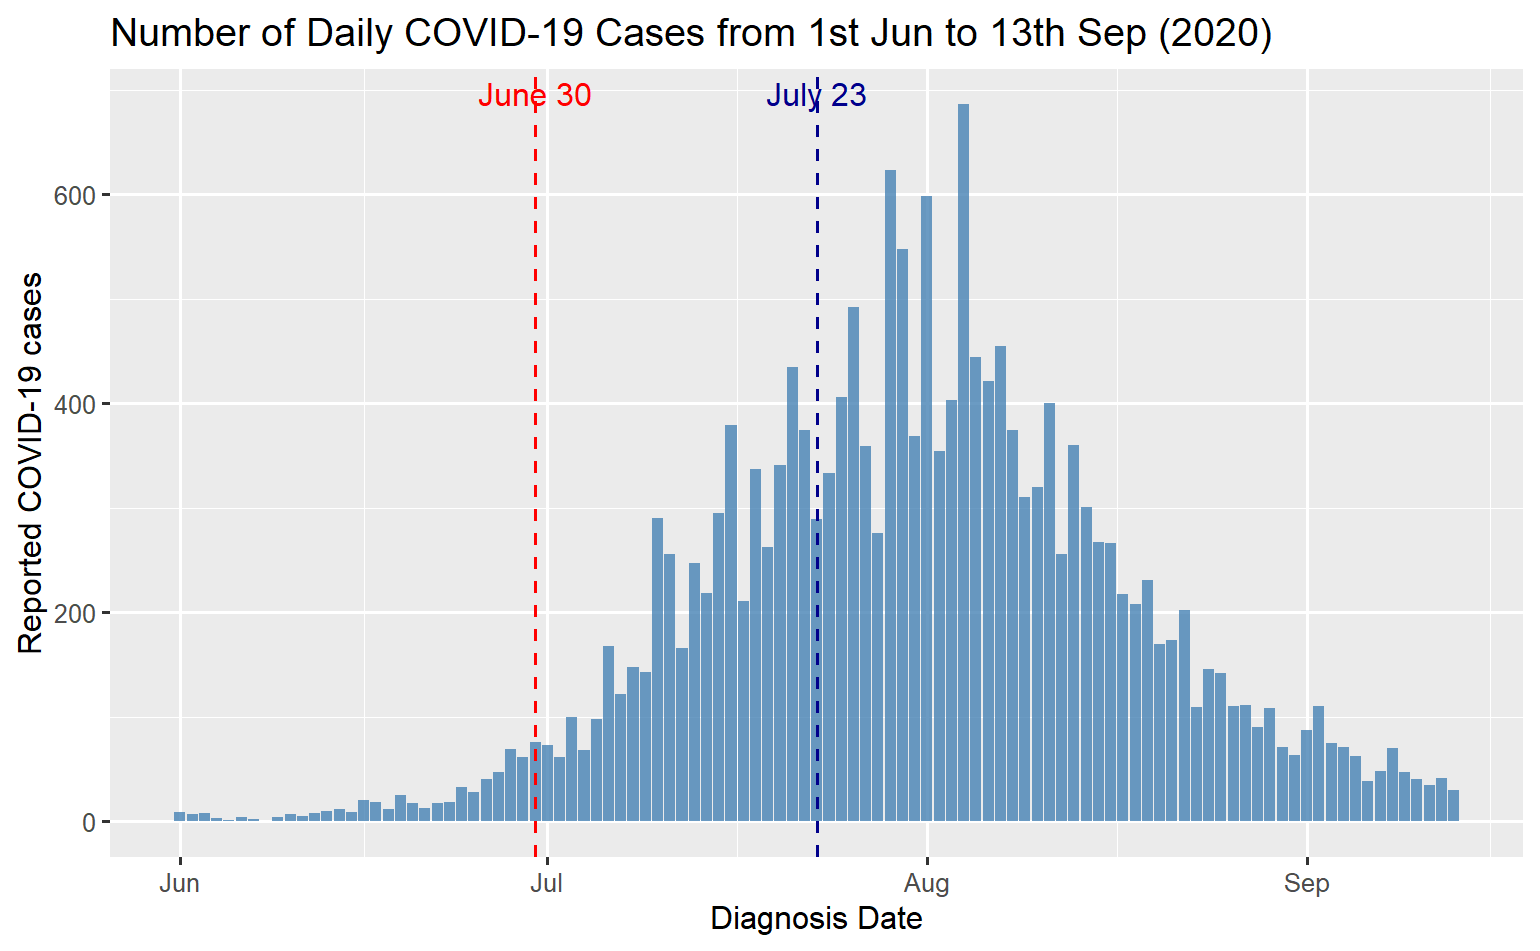 Number of Daily COVID-19 Cases from 1st Jun to 13th Sep (2020)
June 30
July 23
600
400
200
0
Reported COVID-19 cases
Jun
Jul
Aug
Sep
Diagnosis Date